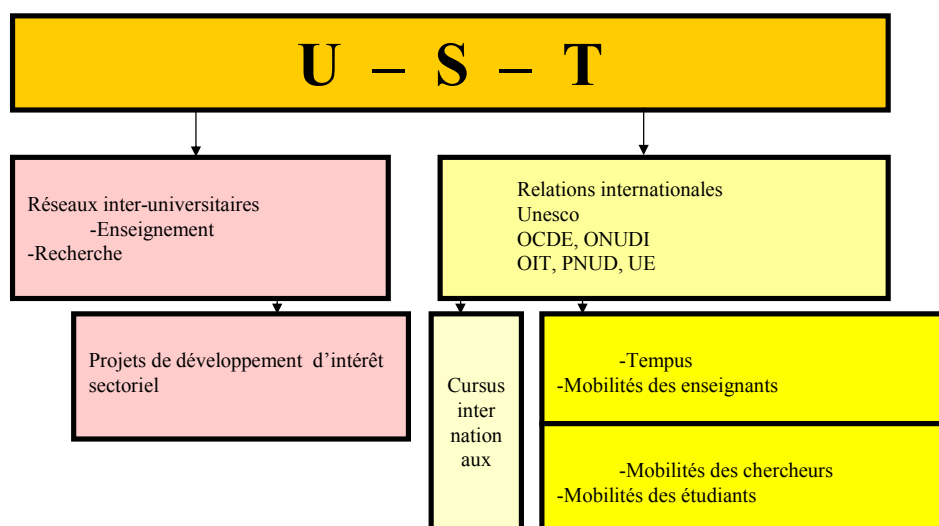 U – S – T
Réseaux inter-universitaires
-Enseignement
-Recherche
Relations internationales
Unesco
OCDE, ONUDI
OIT, PNUD, UE
Projets de développement d’intérêt
sectoriel
Cursus
inter
nation
aux
-Tempus
-Mobilités des enseignants
-Mobilités des chercheurs
-Mobilités des étudiants